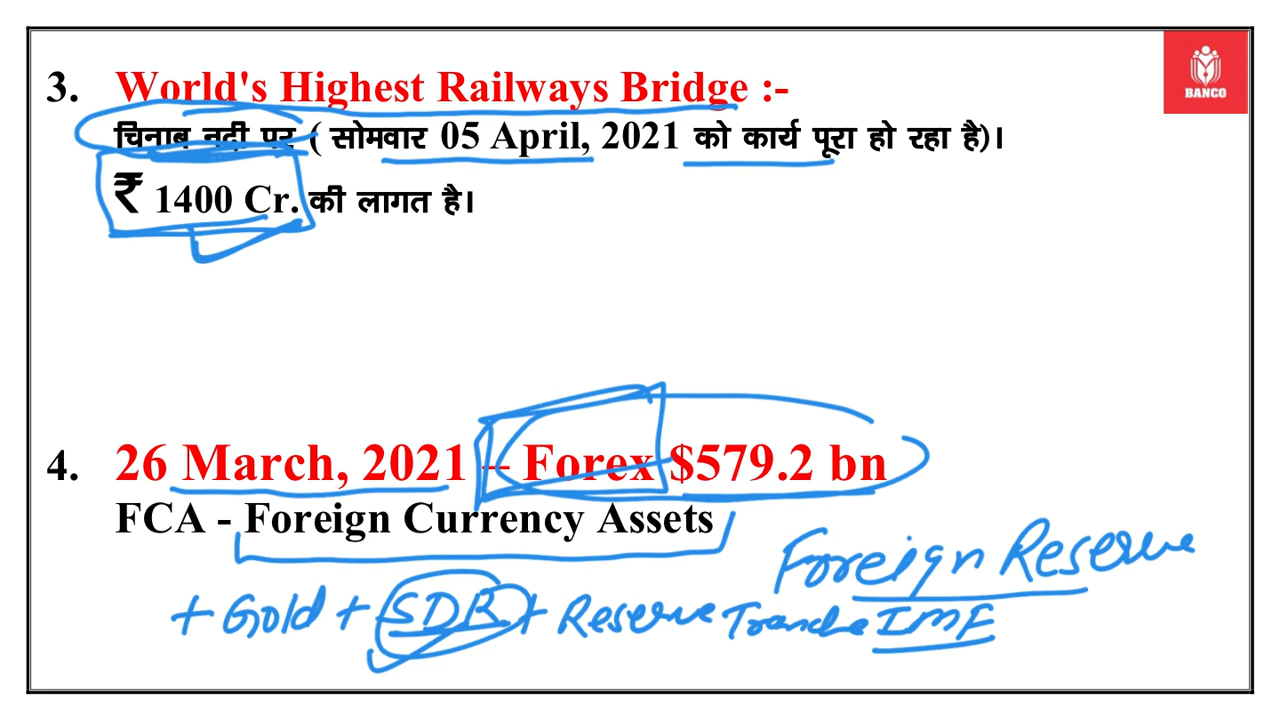 BANCO
3. World's Highest Railways Bridge :-
चिनाब नदी पर ( सोमवार 05 April, 2021 को कार्य पूरा हो रहा है)।
₹ 1400 Cr. की लागत है।
4. 26 March, 2021 – Forex $579.2 bn
FCA - Foreign Currency Assets
Foreign Reserve
+ Gold + SDR + Reserve Tranche IMF